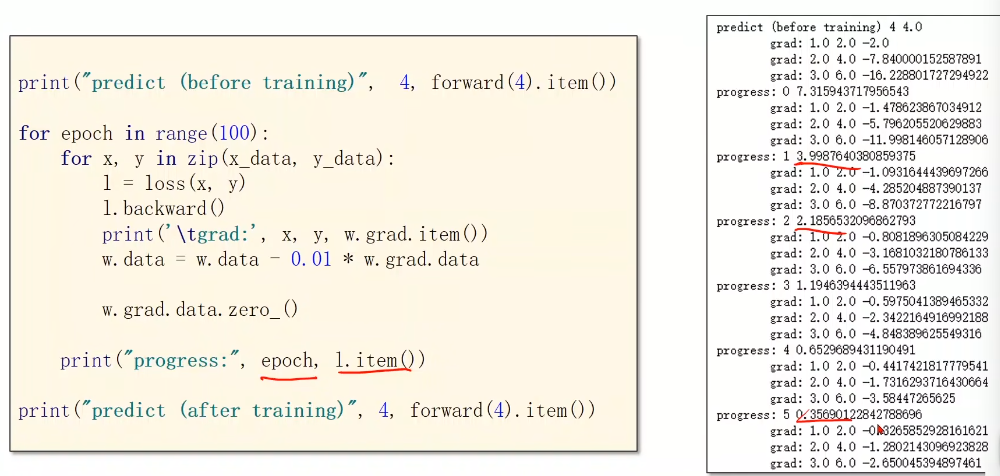 print("predict (before training)", 4, forward(4).item())
for epoch in range(100):
for x, y in zip(x_data, y_data):
l = loss(x, y)
l.backward()
print('\tgrad:', x, y, w.grad.item())
w.data = w.data - 0.01 * w.grad.data
w.grad.data.zero_()
print("progress:", epoch, l.item())
print("predict (after training)", 4, forward(4).item())
predict (before training) 4 4.0
grad: 1.0 2.0 -2.0
grad: 2.0 4.0 -7.840000152587891
grad: 3.0 6.0 -16.228801727294922
progress: 0 7.315943717956543
grad: 1.0 2.0 -1.478623867034912
grad: 2.0 4.0 -5.796205520629883
grad: 3.0 6.0 -11.998146057128906
progress: 1 3.9987640380859375
grad: 1.0 2.0 -1.0931644439697266
grad: 2.0 4.0 -4.285204887390137
grad: 3.0 6.0 -8.870372772216797
progress: 2 2.1856532096862793
grad: 1.0 2.0 -0.8081896305084229
grad: 2.0 4.0 -3.1681032180786133
grad: 3.0 6.0 -6.557973861694336
progress: 3 1.1946394443511963
grad: 1.0 2.0 -0.5975041389465332
grad: 2.0 4.0 -2.3422164916992188
grad: 3.0 6.0 -4.848389625549316
progress: 4 0.6529689431190491
grad: 1.0 2.0 -0.4417421817779541
grad: 2.0 4.0 -1.7316293716430664
grad: 3.0 6.0 -3.58447265625
progress: 5 0.35690122842788696
grad: 1.0 2.0 -0.3265852928161621
grad: 2.0 4.0 -1.2802143096923828
grad: 3.0 6.0 -2.650045394897461